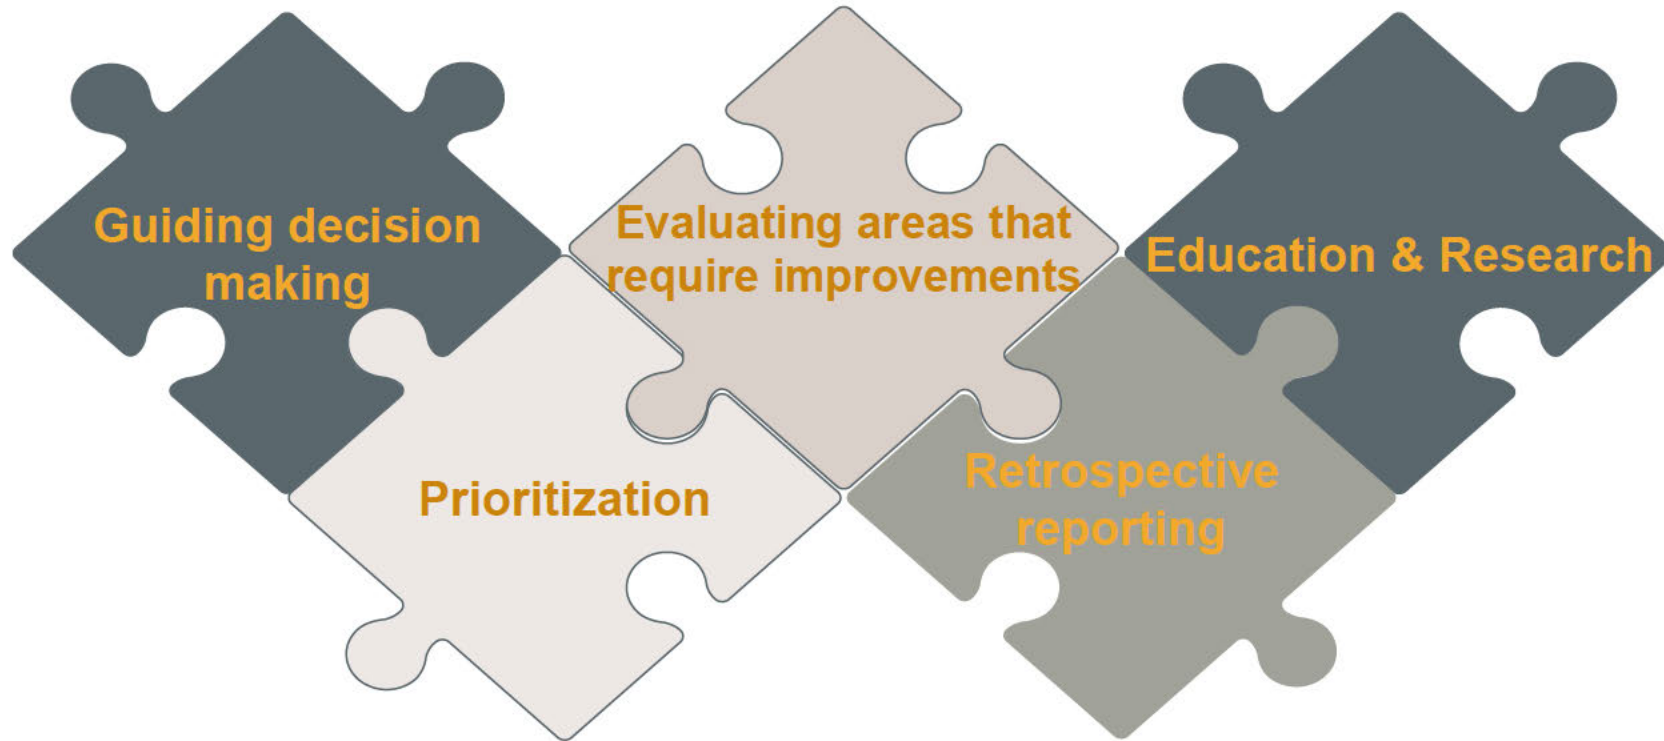 Guiding decision
making
Evaluating areas that
require improvements
Education & Research
Prioritization
Retrospective
reporting